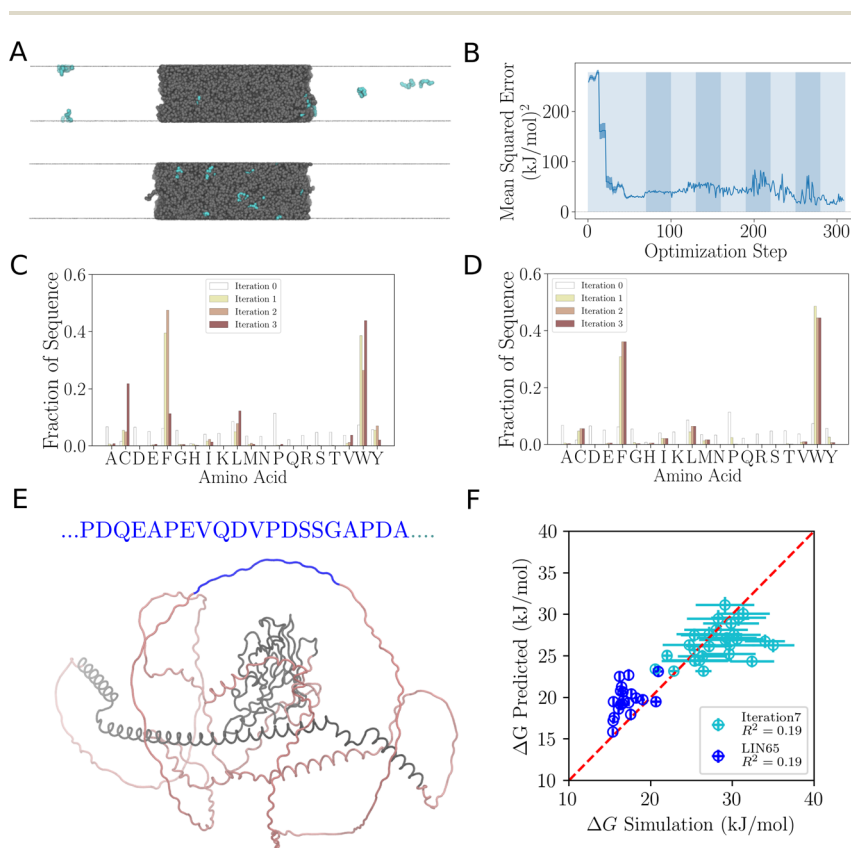 A
B
Mean Squared Error
(kJ/mol)²
200
100
0
0
100
200
300
Optimization Step
C
Fraction of Sequence
0.6
0.4
0.2
0.0
Iteration 0
Iteration 1
Iteration 2
Iteration 3
A C D E F G H I K L M N P Q R S T V W Y
Amino Acid
D
Fraction of Sequence
0.6
0.4
0.2
0.0
Iteration 0
Iteration 1
Iteration 2
Iteration 3
A C D E F G H I K L M N P Q R S T V W Y
Amino Acid
E
...PDQEAPEVQDVPDSSGAPDA....
F
ΔG Predicted (kJ/mol)
40
35
30
25
20
15
10
Iteration7
R² = 0.19
LIN65
R² = 0.19
10
20
30
40
ΔG Simulation (kJ/mol)